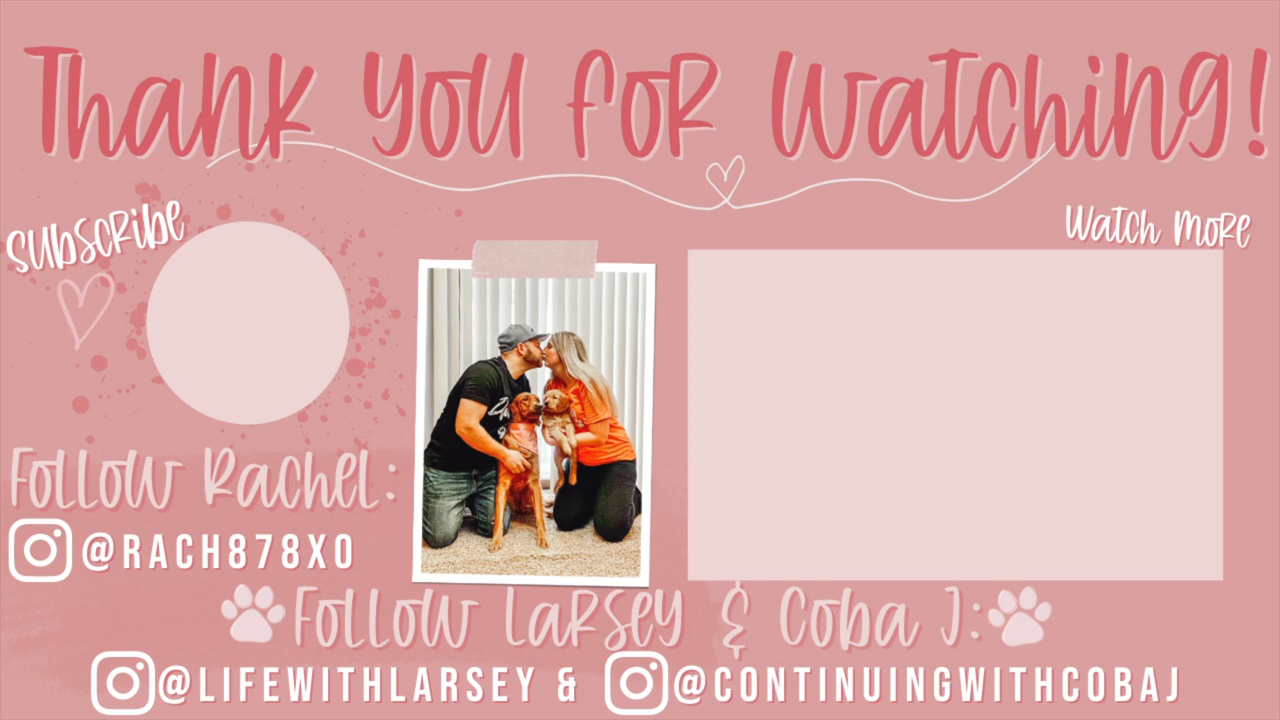 Thank you for watching!
Subscribe
Watch more
Follow Rachel:
@RACH878XO
Follow Larsey & Coba J:
@LIFEWITHLARSEY & @CONTINUINGWITHCOBAJ